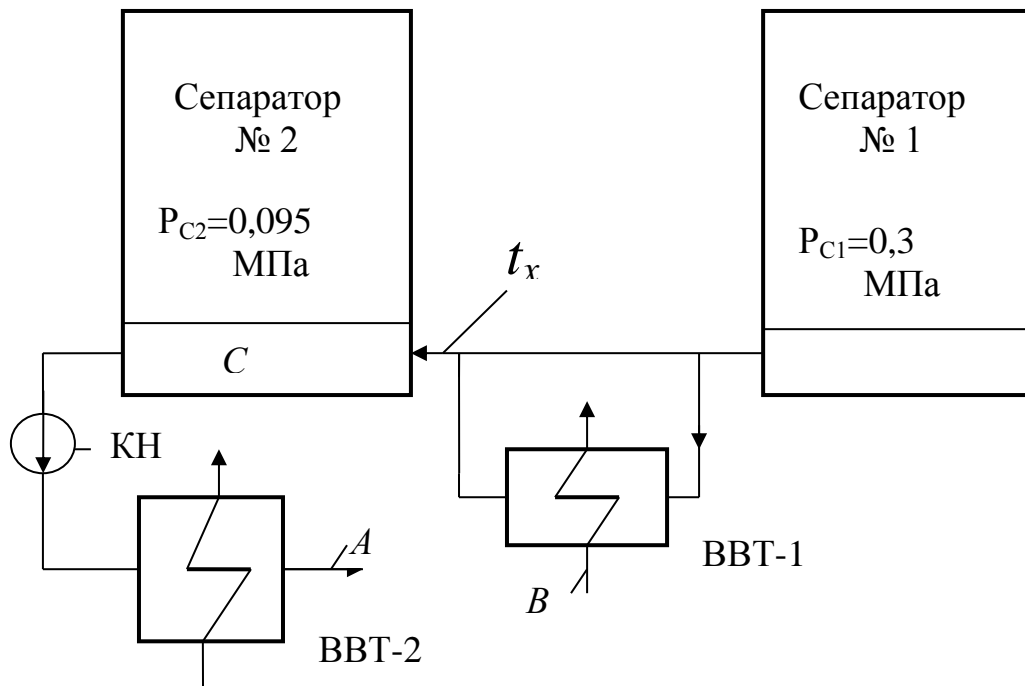 Сепаратор
№ 2
P_C2=0,095
МПа
C
t_x
Сепаратор
№ 1
P_C1=0,3
МПа
КН
A
ВВТ-2
B
ВВТ-1